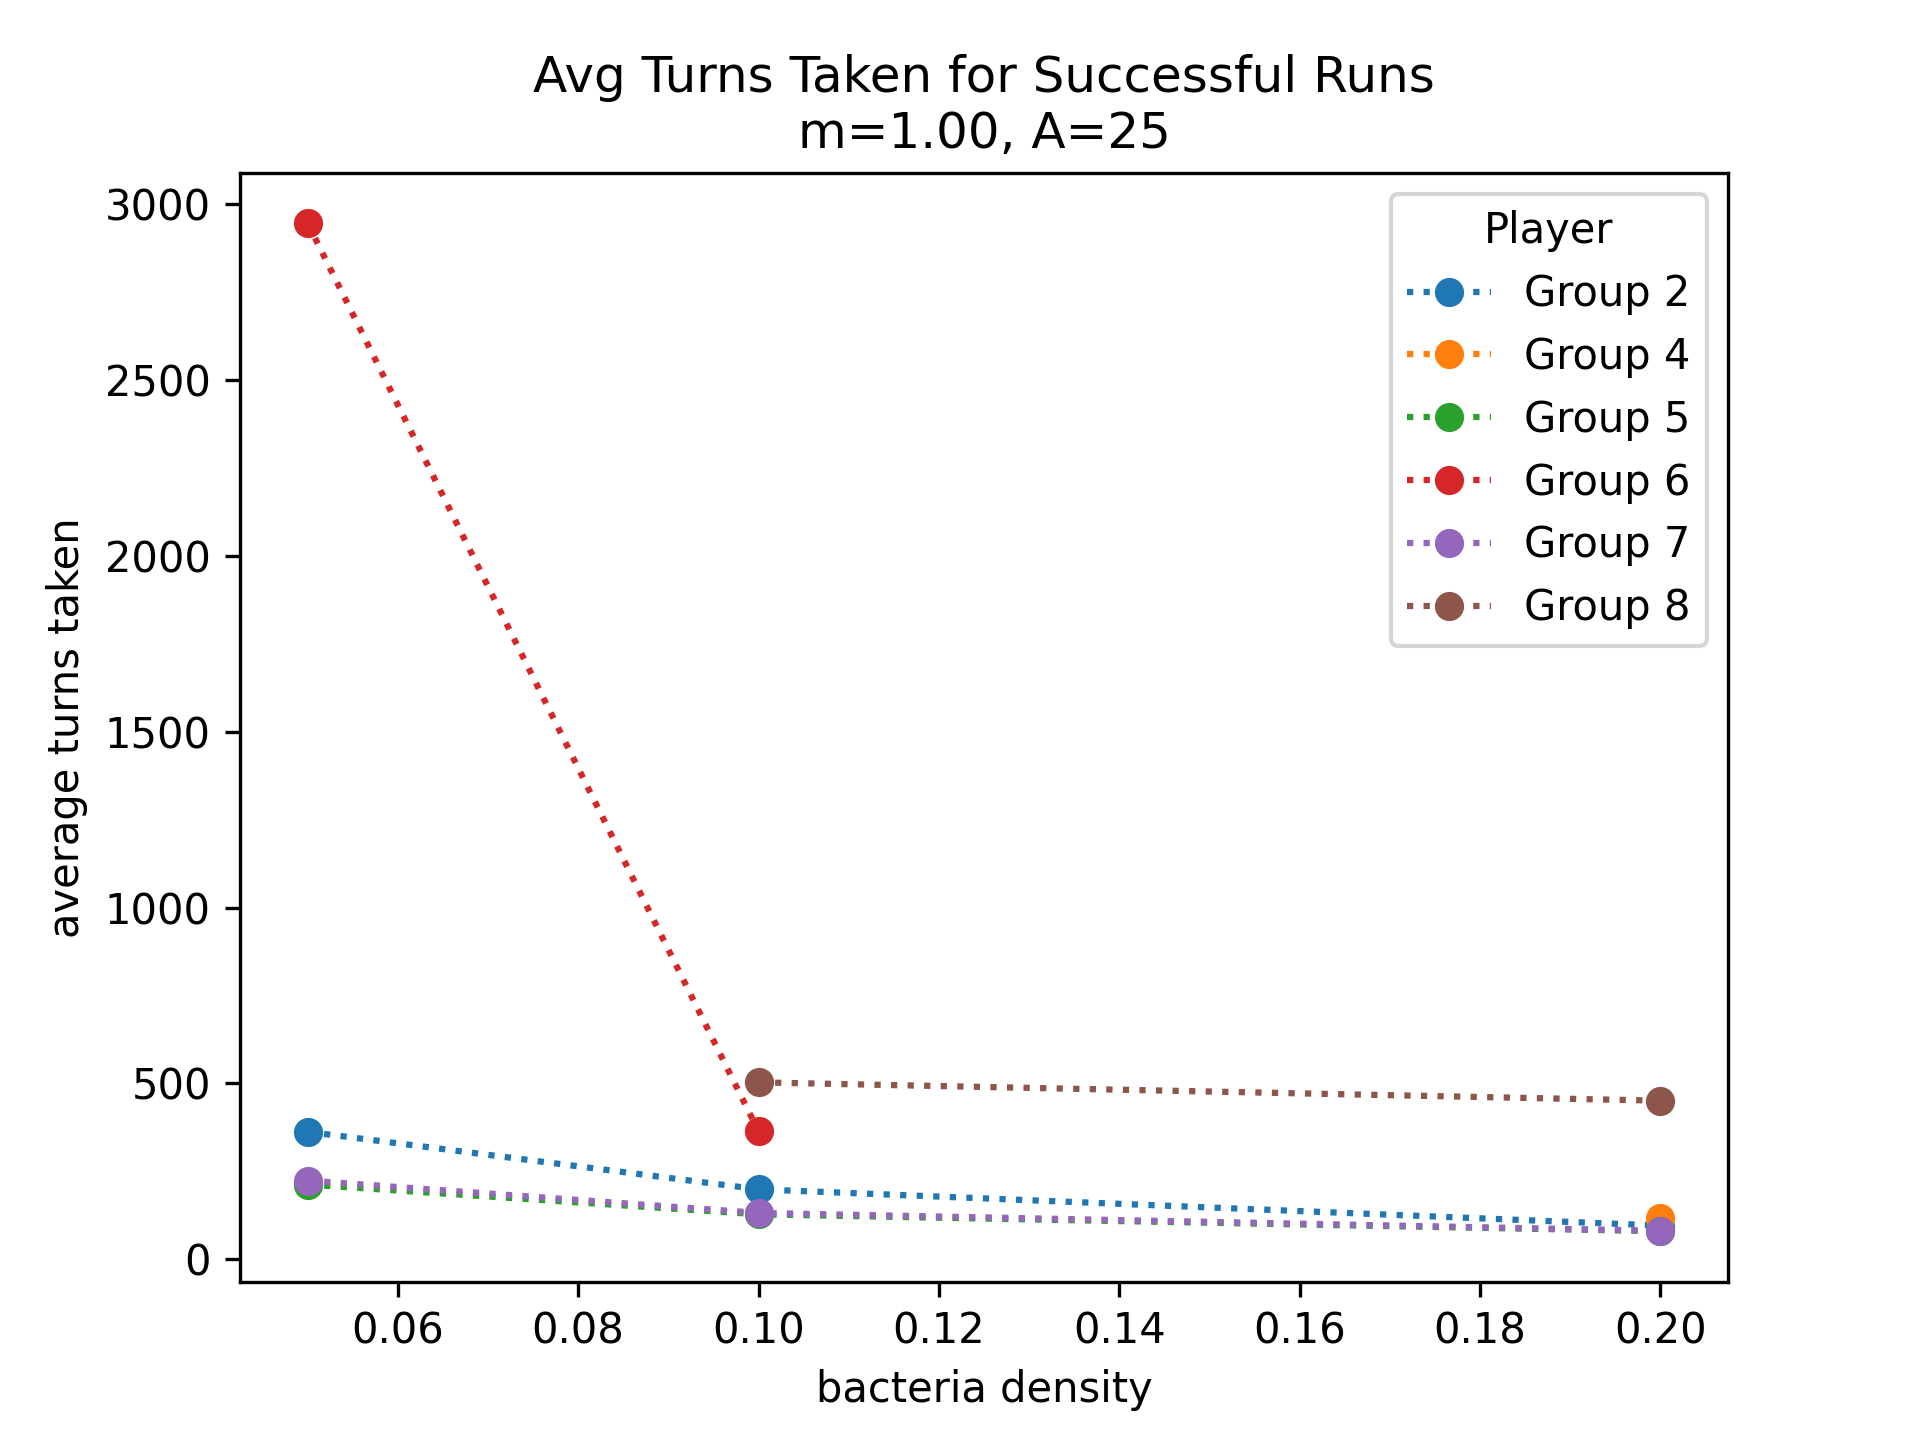 Avg Turns Taken for Successful Runs
m=1.00, A=25
Player
Group 2
Group 4
Group 5
Group 6
Group 7
Group 8
average turns taken
3000
2500
2000
1500
1000
500
0
0.06 0.08 0.10 0.12 0.14 0.16 0.18 0.20
bacteria density